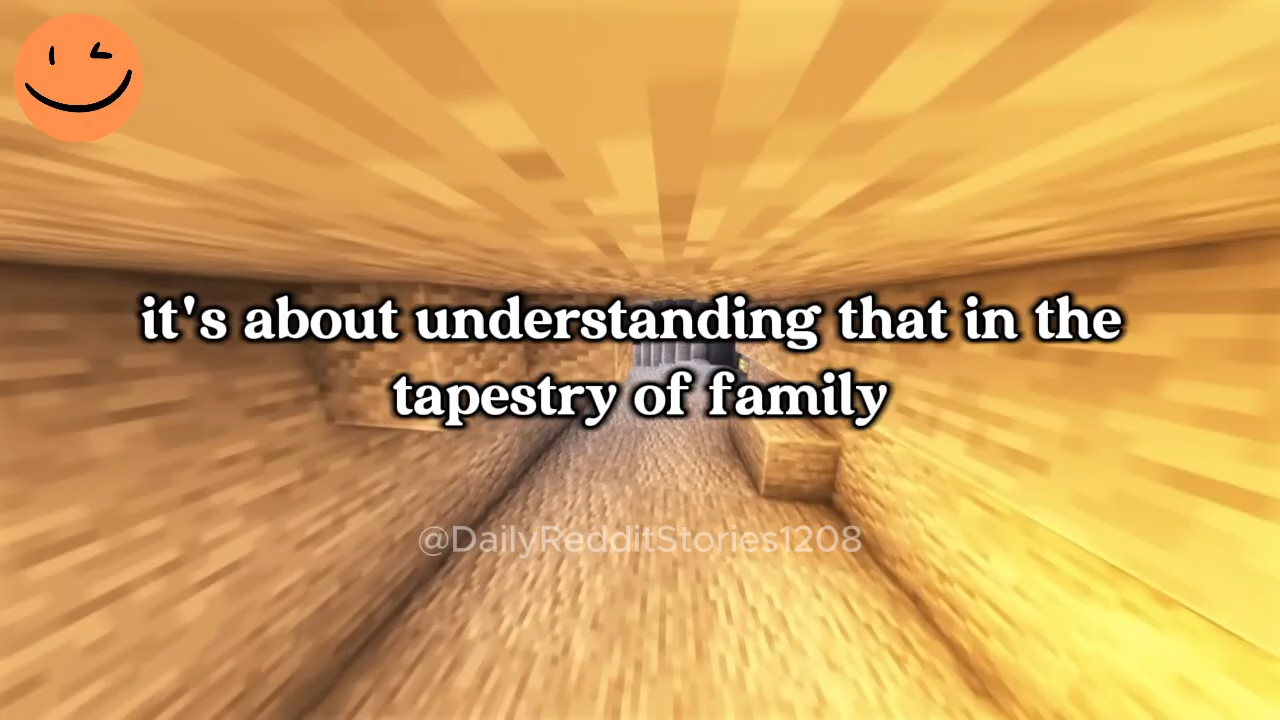 it's about understanding that in the
tapestry of family
@DailyRedditStories1208